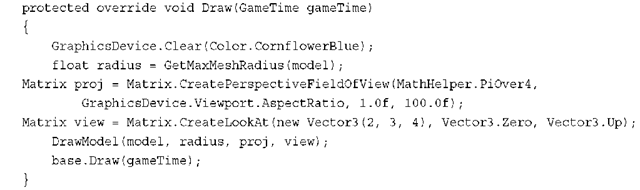 protected override void Draw(GameTime gameTime)
{
    GraphicsDevice.Clear(Color.CornflowerBlue);
    float radius = GetMaxMeshRadius(model);
Matrix proj = Matrix.CreatePerspectiveFieldOfView(MathHelper.PiOver4,
        GraphicsDevice.Viewport.AspectRatio, 1.0f, 100.0f);
Matrix view = Matrix.CreateLookAt(new Vector3(2, 3, 4), Vector3.Zero, Vector3.Up);
    DrawModel(model, radius, proj, view);
    base.Draw(gameTime);
}